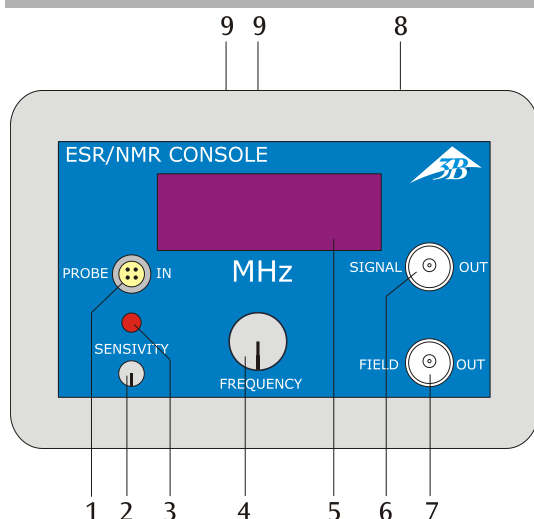 9 9 8
ESR/NMR CONSOLE
3B
PROBE IN
MHz
SIGNAL OUT
SENSIVITY
FREQUENCY
FIELD OUT
1 2 3 4 5 6 7